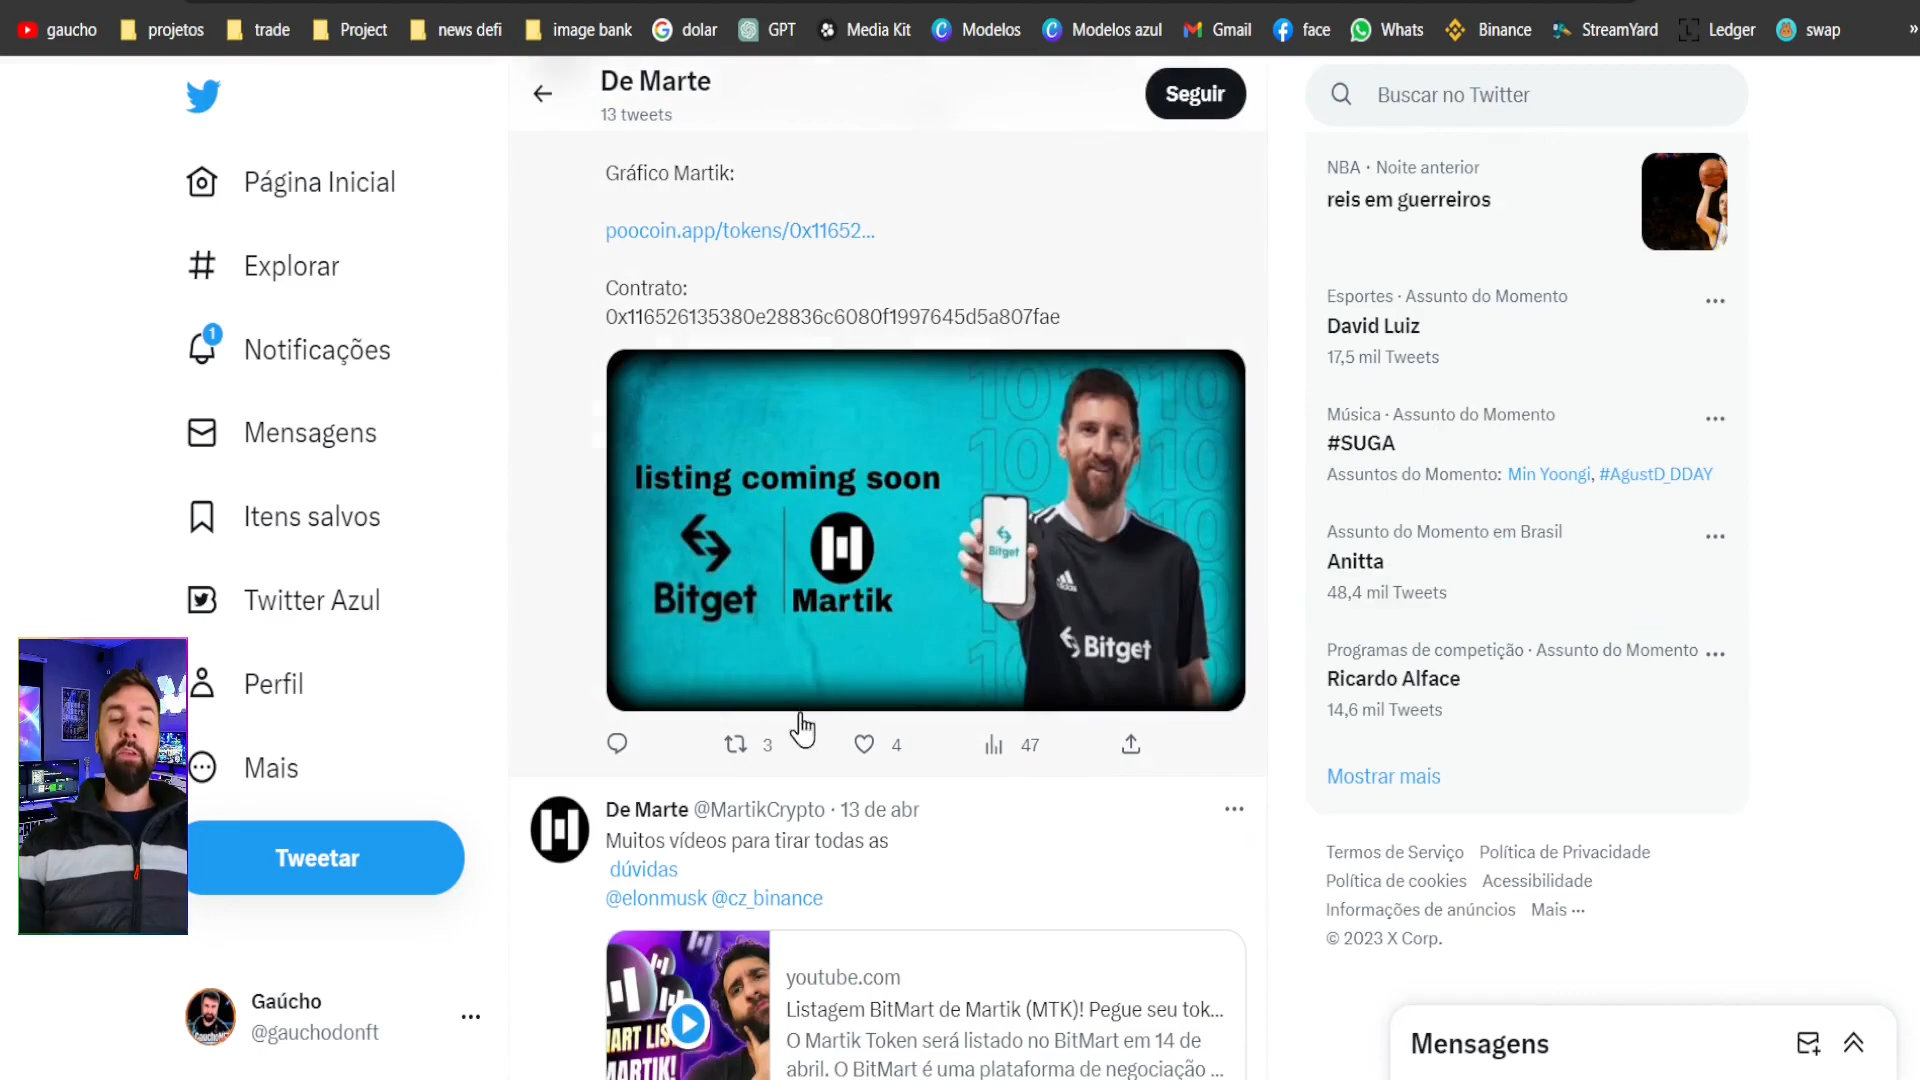 gaucho
projetos
trade
Project
news defi
image bank
dolar
GPT
Media Kit
Modelos
Modelos azul
Gmail
face
Whats
Binance
StreamYard
Ledger
swap
»
De Marte
13 tweets
Seguir
Buscar no Twitter
Página Inicial
Explorar
1
Notificações
Mensagens
Itens salvos
Twitter Azul
Perfil
Mais
Tweetar
Gaúcho
@gauchodonft
Gráfico Martik:
poocoin.app/tokens/0x11652...
Contrato:
0x116526135380e28836c6080f1997645d5a807fae
listing coming soon
Bitget
Martik
Bitget
adidas
Bitget
3
4
47
De Marte @MartikCrypto · 13 de abr
Muitos vídeos para tirar todas as
dúvidas
@elonmusk @cz_binance
youtube.com
Listagem BitMart de Martik (MTK)! Pegue seu tok...
O Martik Token será listado no BitMart em 14 de
abril. O BitMart é uma plataforma de negociação ...
NBA · Noite anterior
reis em guerreiros
Esportes · Assunto do Momento
David Luiz
17,5 mil Tweets
Música · Assunto do Momento
#SUGA
Assuntos do Momento: Min Yoongi, #AgustD_DDAY
Assunto do Momento em Brasil
Anitta
48,4 mil Tweets
Programas de competição · Assunto do Momento
Ricardo Alface
14,6 mil Tweets
Mostrar mais
Termos de Serviço Política de Privacidade
Política de cookies Acessibilidade
Informações de anúncios Mais ···
© 2023 X Corp.
Mensagens